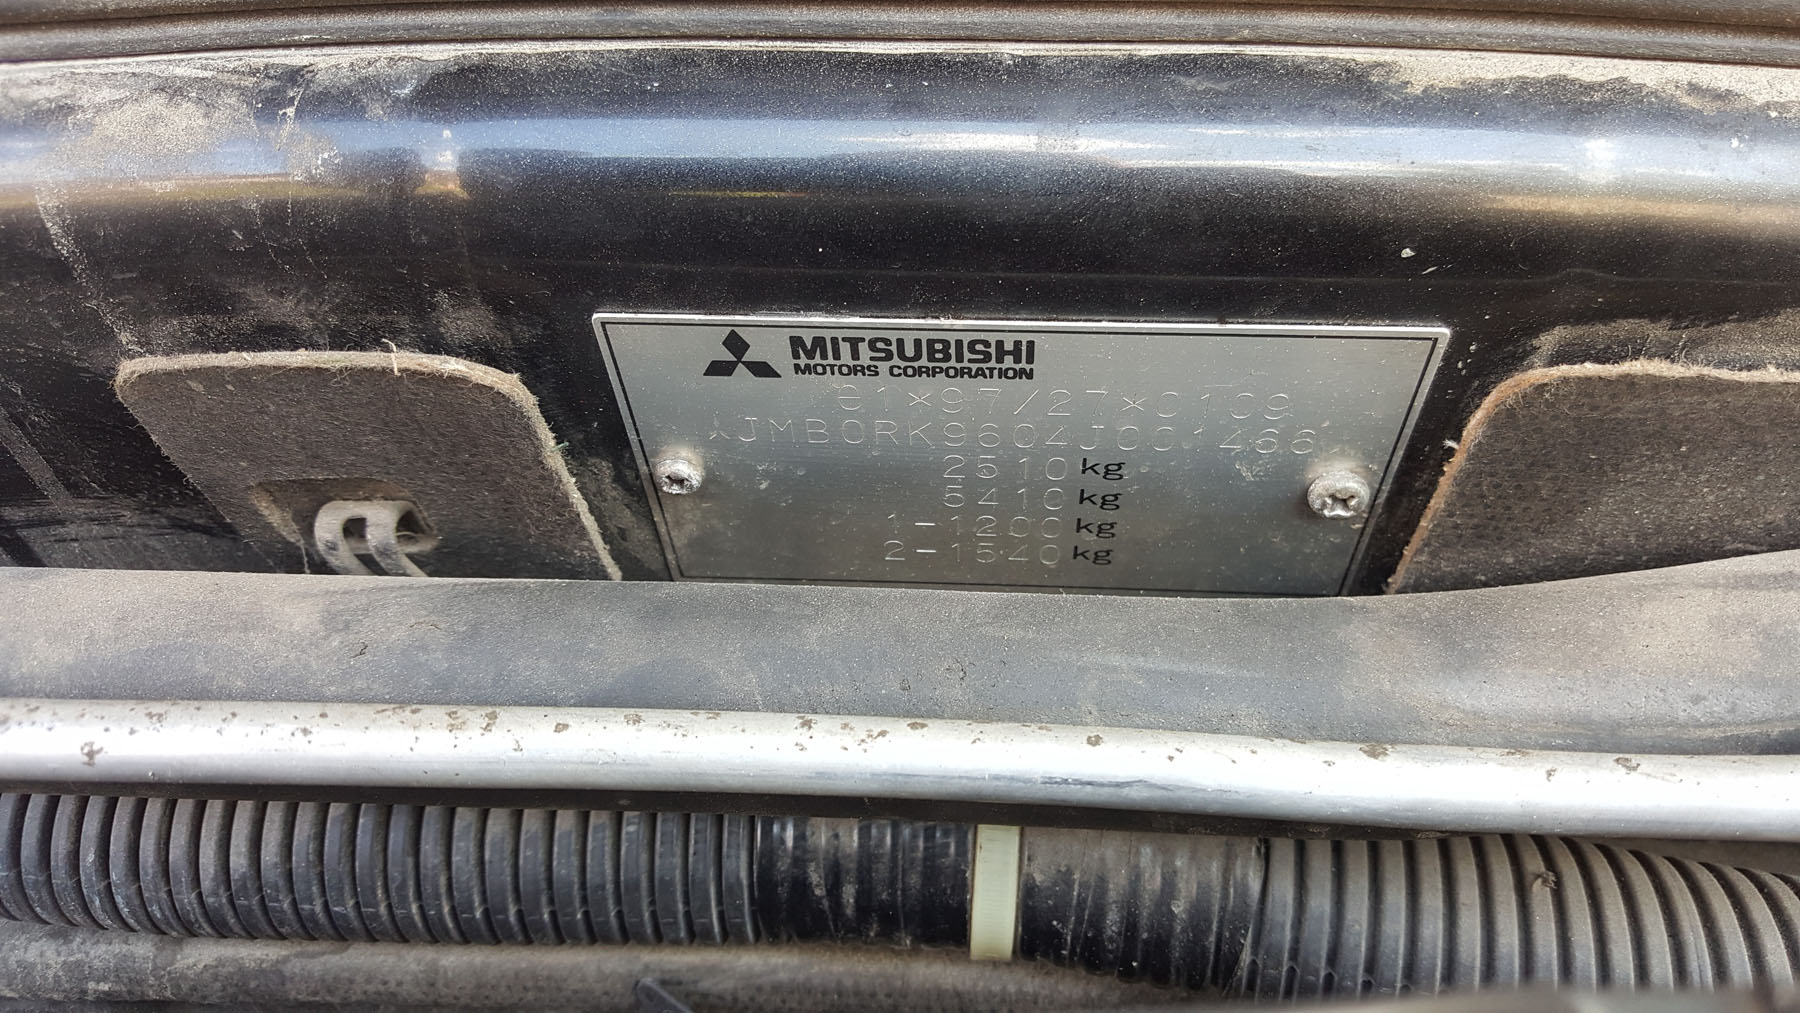 MITSUBISHI
MOTORS CORPORATION
e1*97/27*0109
*JMB0RK9604J001466
2510 kg
5410 kg
1-1200 kg
2-1540 kg